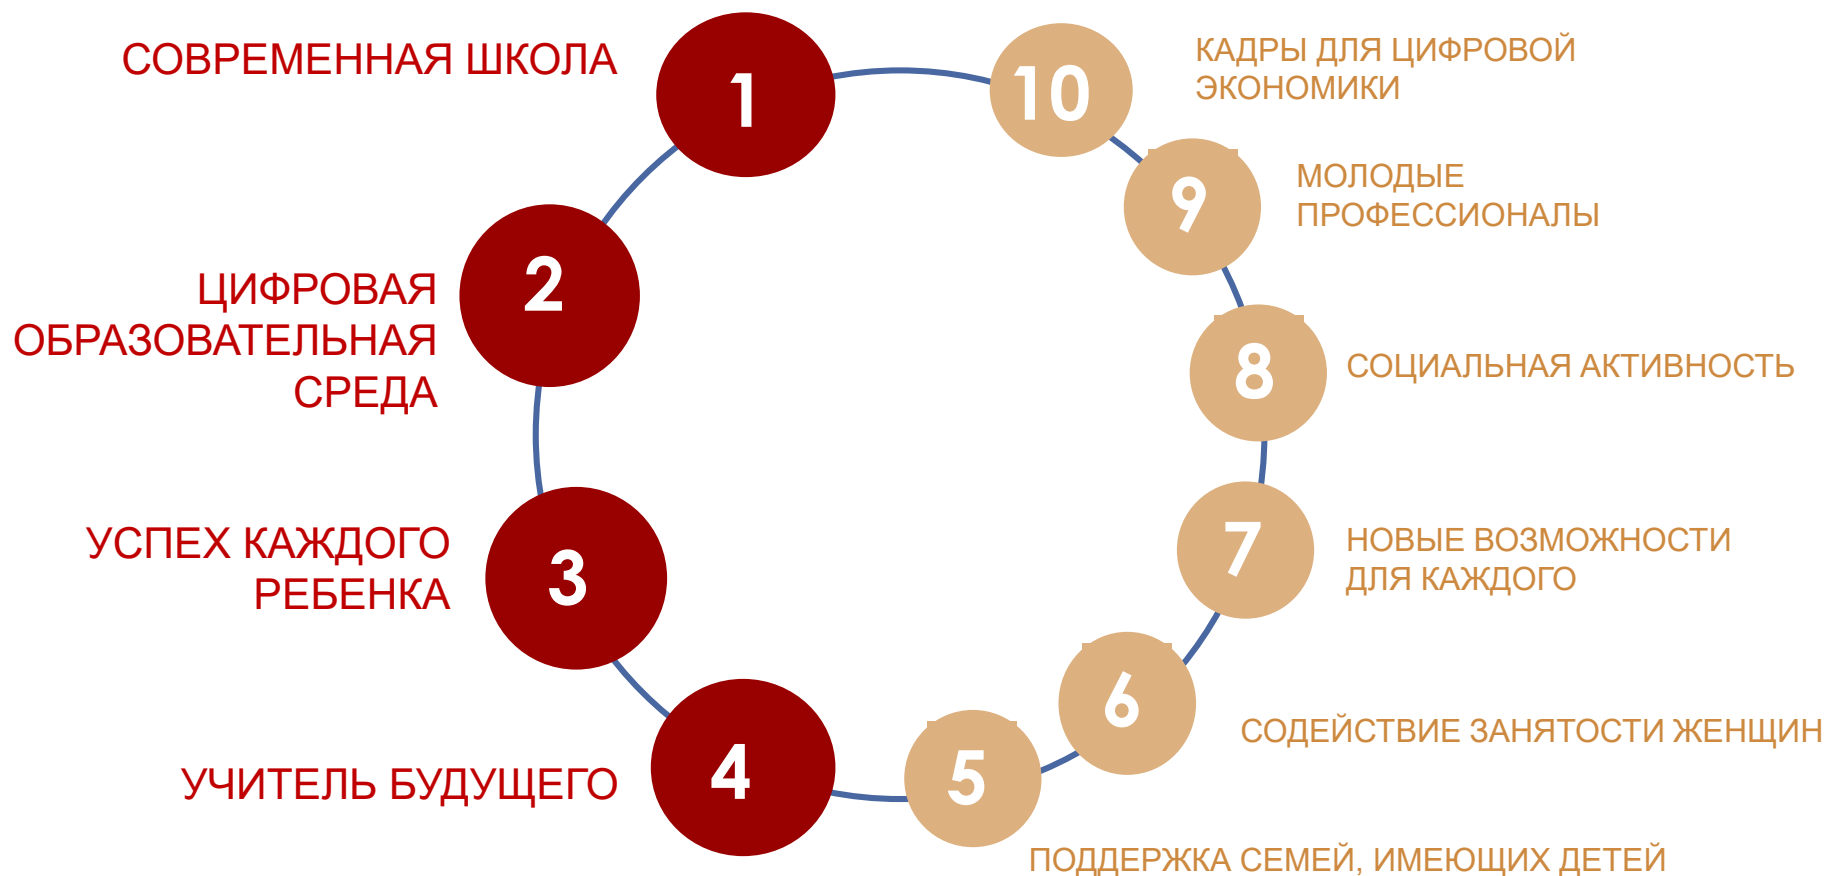 СОВРЕМЕННАЯ ШКОЛА
1
ЦИФРОВАЯ
ОБРАЗОВАТЕЛЬНАЯ
СРЕДА
2
УСПЕХ КАЖДОГО
РЕБЕНКА
3
УЧИТЕЛЬ БУДУЩЕГО
4
5
ПОДДЕРЖКА СЕМЕЙ, ИМЕЮЩИХ ДЕТЕЙ
6
СОДЕЙСТВИЕ ЗАНЯТОСТИ ЖЕНЩИН
7
НОВЫЕ ВОЗМОЖНОСТИ
ДЛЯ КАЖДОГО
8
СОЦИАЛЬНАЯ АКТИВНОСТЬ
9
МОЛОДЫЕ
ПРОФЕССИОНАЛЫ
10
КАДРЫ ДЛЯ ЦИФРОВОЙ
ЭКОНОМИКИ